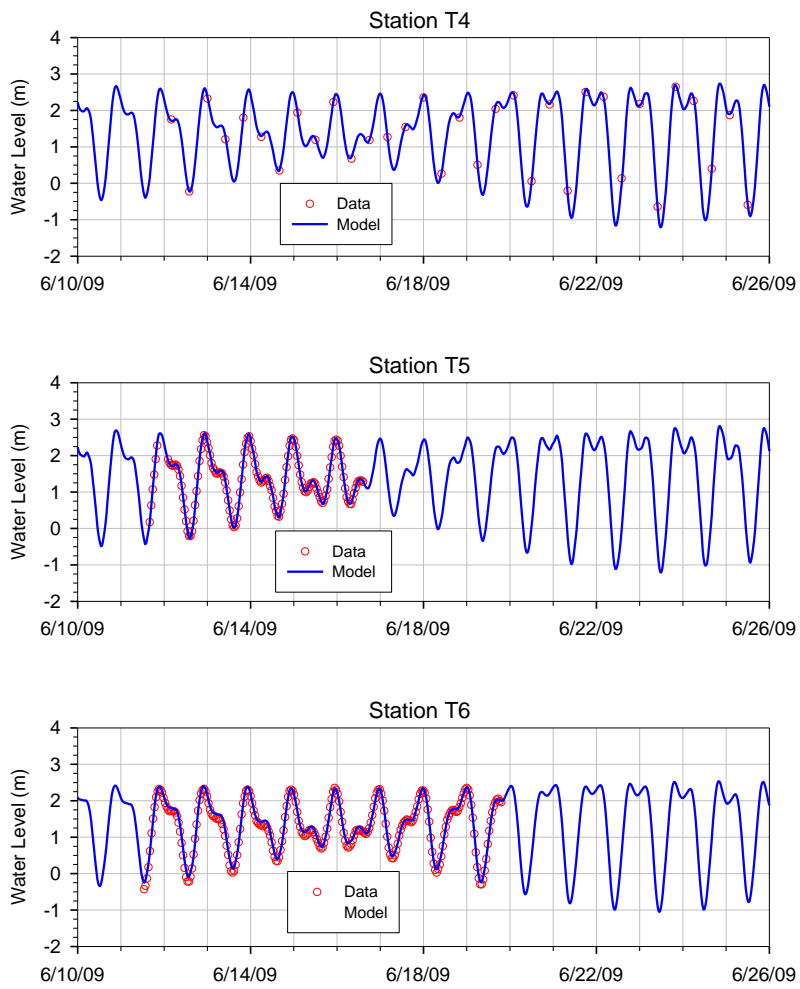 Station T4
Water Level (m)
4
3
2
1
0
-1
-2
Data
Model
6/10/09 6/14/09 6/18/09 6/22/09 6/26/09
Station T5
Water Level (m)
4
3
2
1
0
-1
-2
Data
Model
6/10/09 6/14/09 6/18/09 6/22/09 6/26/09
Station T6
Water Level (m)
4
3
2
1
0
-1
-2
Data
Model
6/10/09 6/14/09 6/18/09 6/22/09 6/26/09